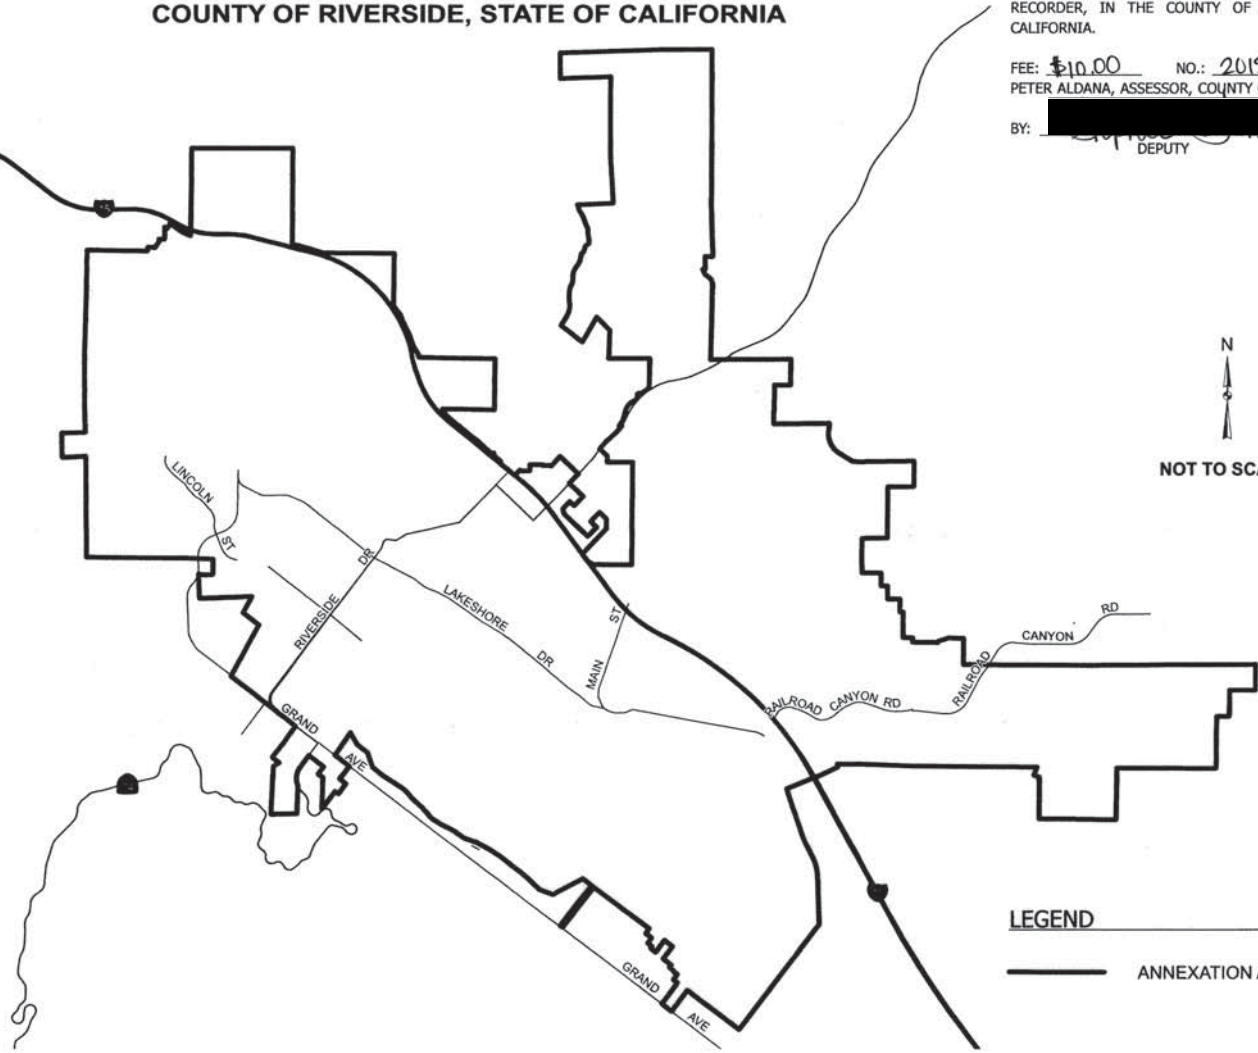 COUNTY OF RIVERSIDE, STATE OF CALIFORNIA
RECORDER, IN THE COUNTY OF
CALIFORNIA.
FEE: $10.00 NO.: 2019
PETER ALDANA, ASSESSOR, COUNTY
BY:
DEPUTY
N
NOT TO SCA
LINCOLN
ST
DR
RIVERSIDE
LAKESHORE
DR
ST
MAIN
RD
CANYON
RAILROAD
RAILROAD CANYON RD
GRAND
AVE
GRAND
AVE
LEGEND
ANNEXATION